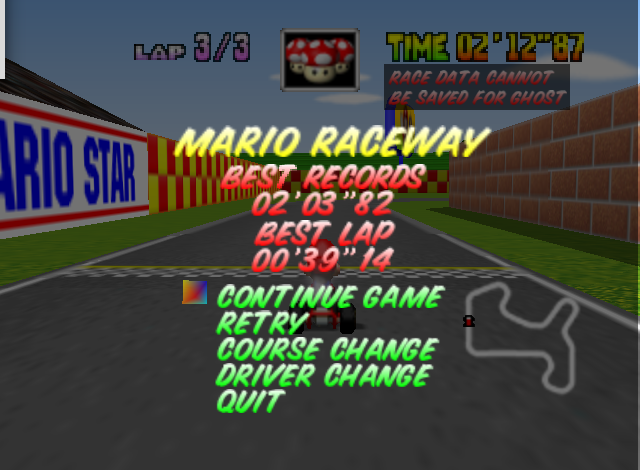 LAP 3/3
TIME 02'12"87
RACE DATA CANNOT
BE SAVED FOR GHOST
ARIO STAR
MARIO RACEWAY
BEST RECORDS
02'03"82
BEST LAP
00'39"14
CONTINUE GAME
RETRY
COURSE CHANGE
DRIVER CHANGE
QUIT